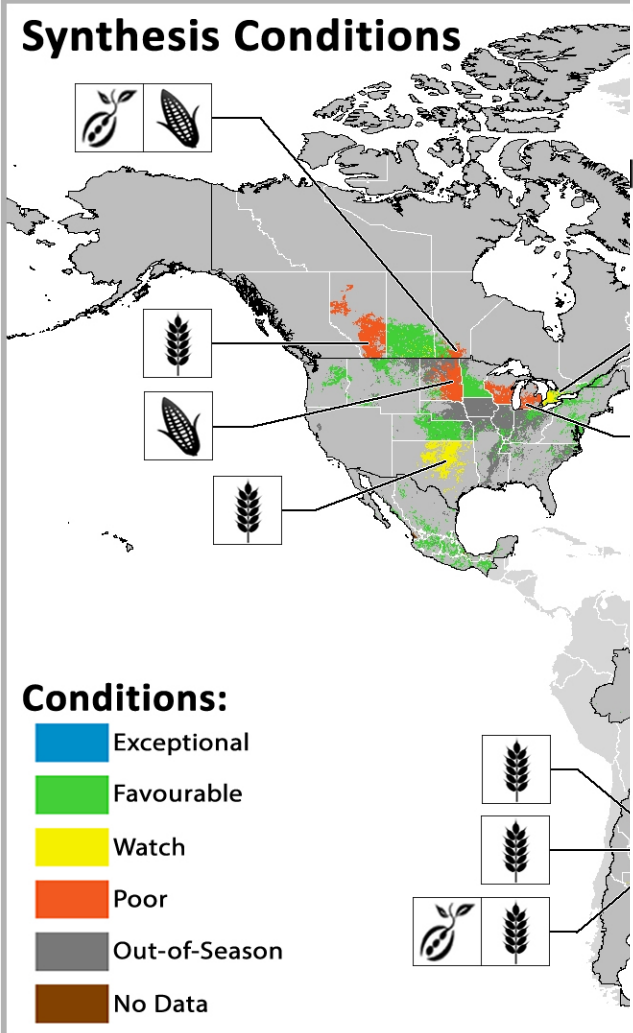 Synthesis Conditions
Conditions:
Exceptional
Favourable
Watch
Poor
Out-of-Season
No Data